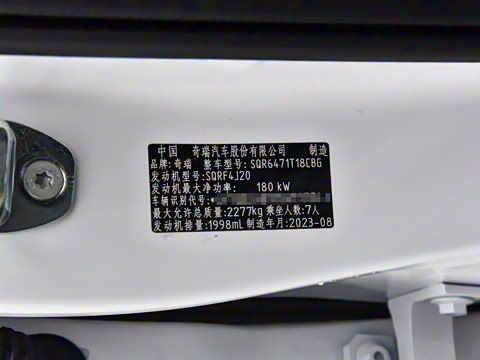 中国 奇瑞汽车股份有限公司 制造
品牌:奇瑞 整车型号:SQR6471T18CBG
发动机型号:SQRF4J20
发动机最大净功率: 180 kW
车辆识别代号:
最大允许总质量:2277kg 乘坐人数:7人
发动机排量:1998mL 制造年月:2023-08